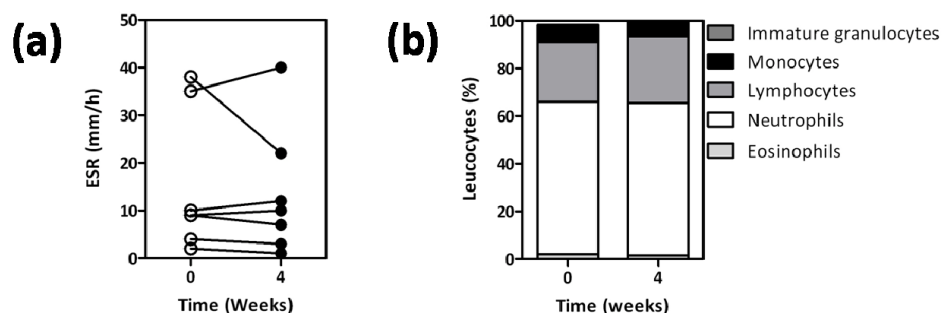 (a)
50
40
30
20
10
0
ESR (mm/h)
0 4
Time (Weeks)
(b)
100
80
60
40
20
0
Leucocytes (%)
0 4
Time (weeks)
Immature granulocytes
Monocytes
Lymphocytes
Neutrophils
Eosinophils